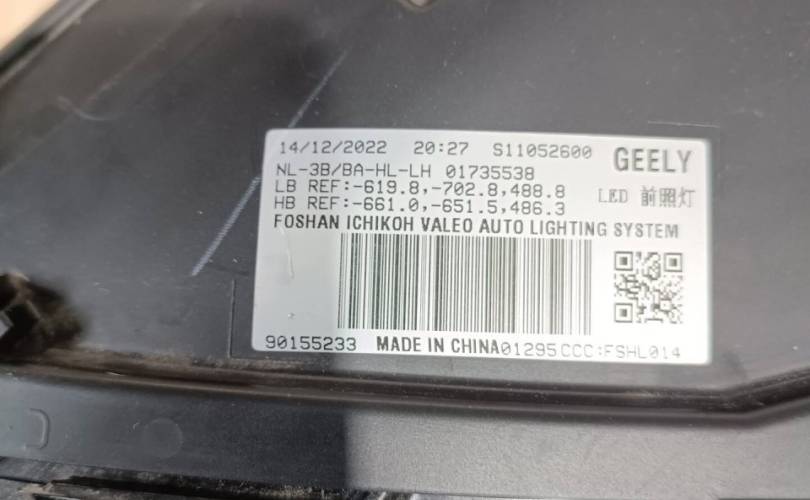 14/12/2022 20:27 S11052600 GEELY
NL-3B/BA-HL-LH 01735538
LB REF:-619.8,-702.8,488.8 LED 前照灯
HB REF:-661.0,-651.5,486.3
FOSHAN ICHIKOH VALEO AUTO LIGHTING SYSTEM
90155233 MADE IN CHINA 01295 CCC:FSHL014